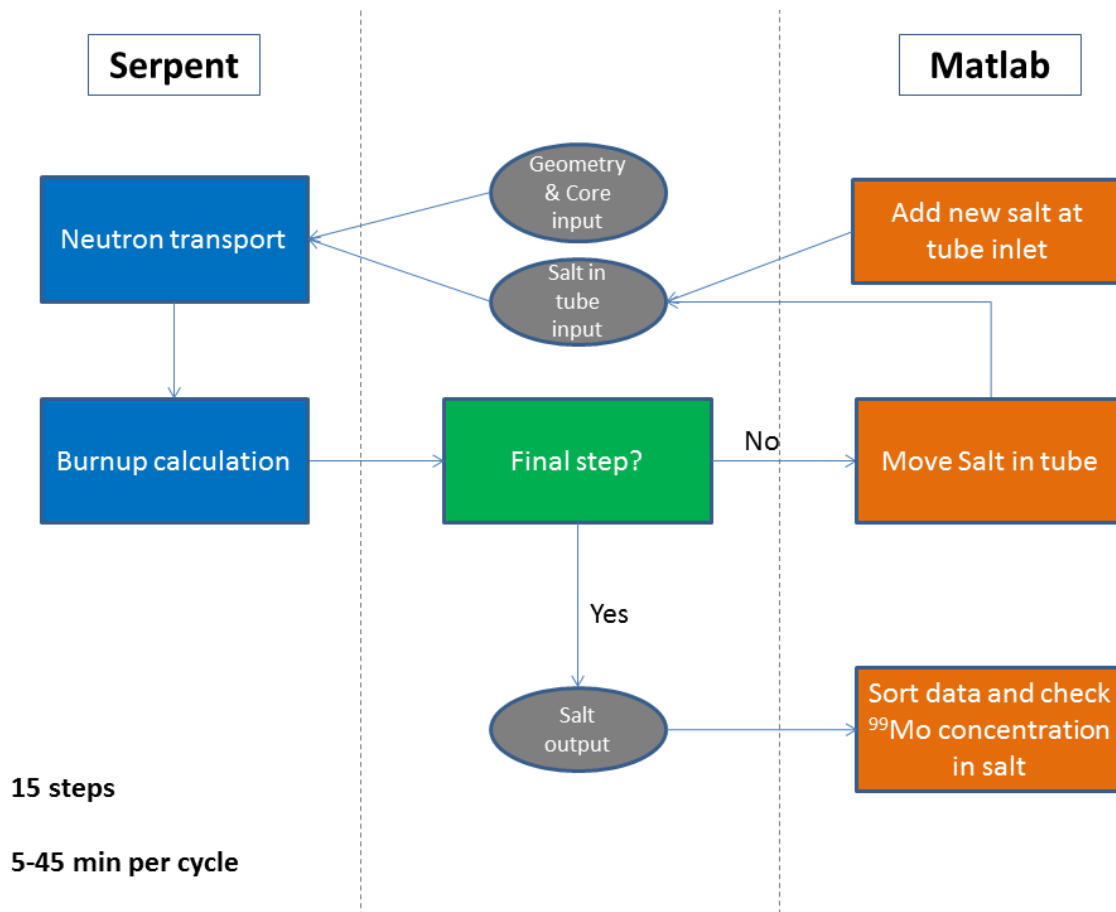 Serpent
Matlab
Geometry
& Core
input
Neutron transport
Add new salt at
tube inlet
Salt in
tube
input
Burnup calculation
Final step?
No
Move Salt in tube
Yes
Salt
output
Sort data and check
⁹⁹Mo concentration
in salt
15 steps
5-45 min per cycle